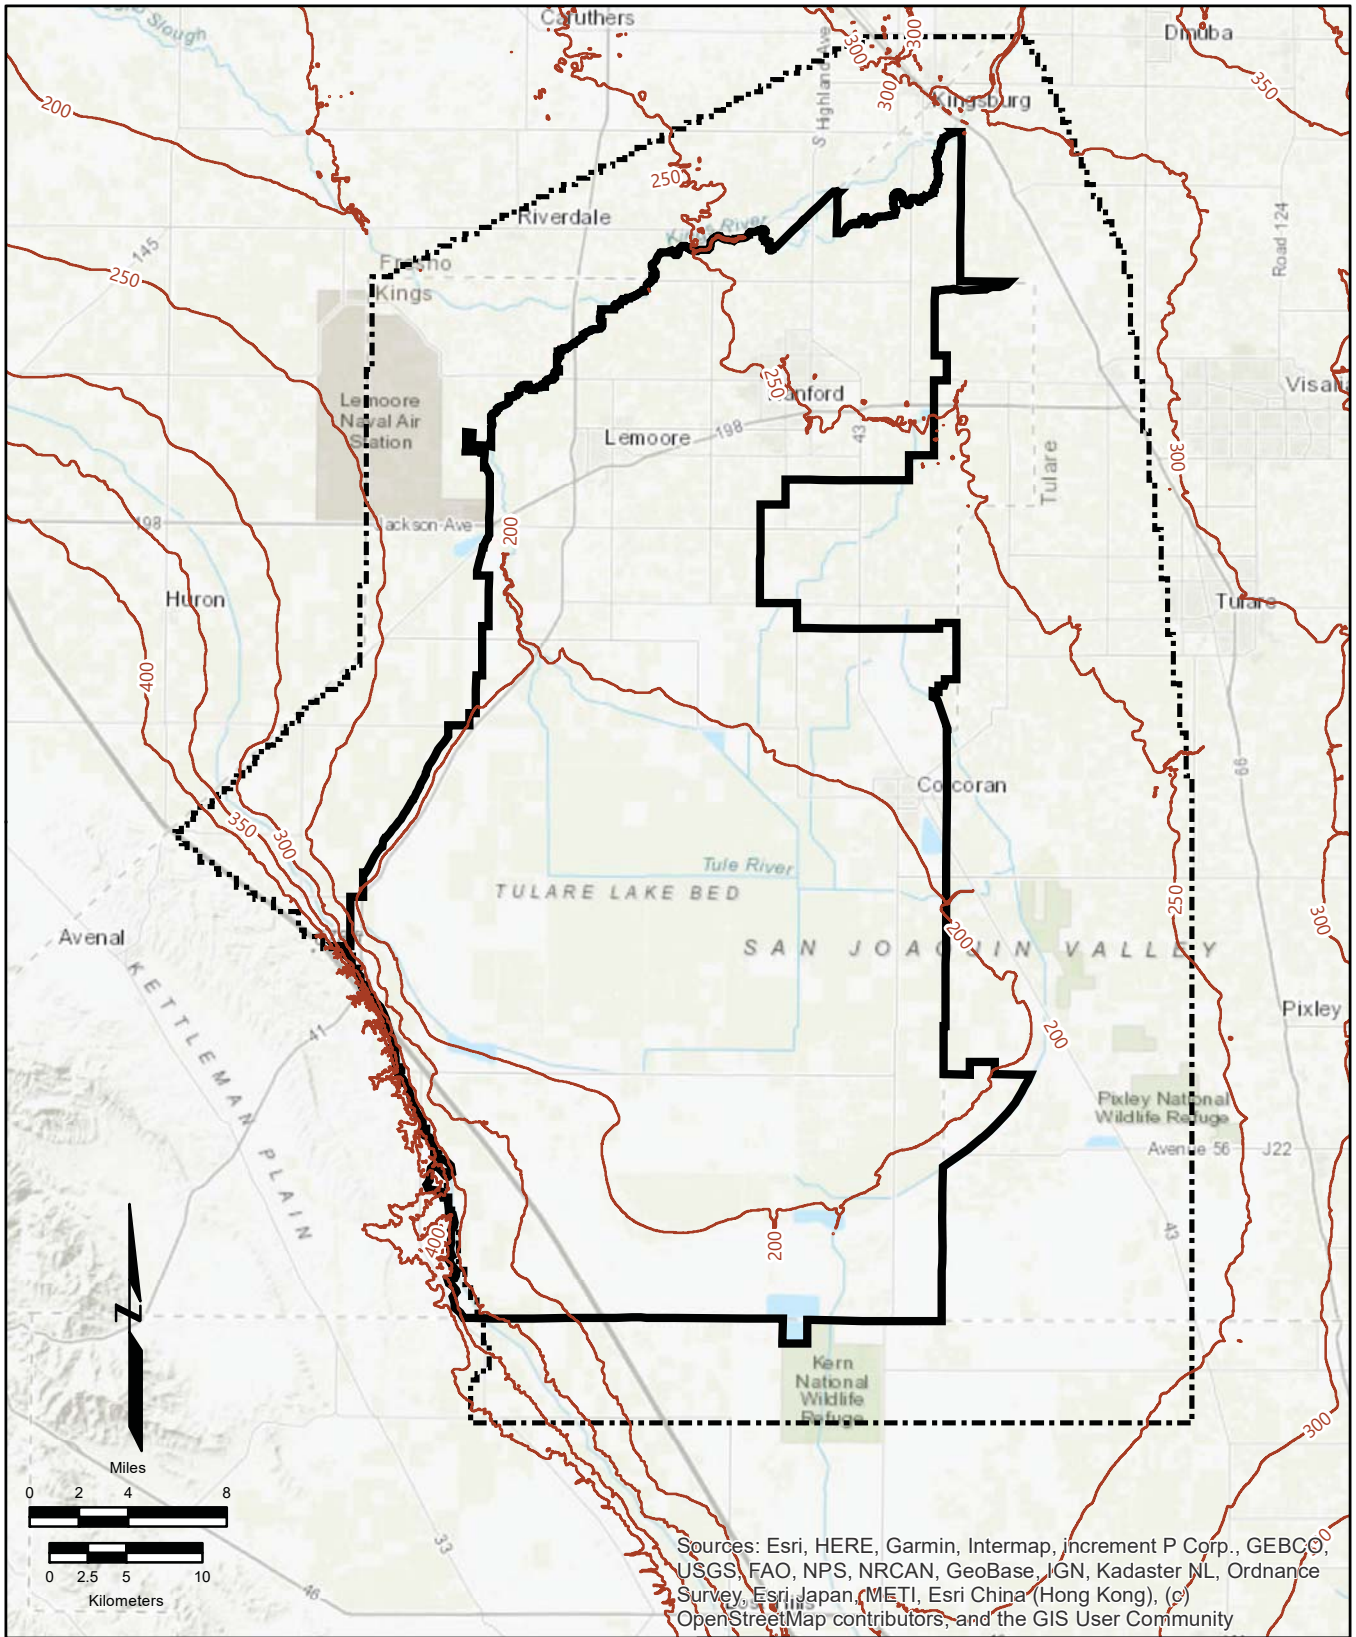 Slough
Caruthers
Dinuba
S Highland Ave
300
300
300
350
200
Kingsburg
250
Riverdale
Kings River
Road 124
145
Fresno
Kings
250
250
Hanford
Visalia
Lemoore
Naval Air
Station
Lemoore
198
43
300
Tulare
198
Jackson Ave
200
Huron
Tulare
400
99
Corcoran
350
300
Tule River
TULARE LAKE BED
250
300
Avenal
200
SAN JOAQUIN VALLEY
KETTLEMAN PLAIN
41
200
Pixley
Pixley National
Wildlife Refuge
Avenue 56
J22
400
200
43
N
Kern
National
Wildlife
Refuge
300
Miles
0 2 4 8
0 2.5 5 10
Kilometers
33
46
Lost Hills
Sources: Esri, HERE, Garmin, Intermap, increment P Corp., GEBCO,
USGS, FAO, NPS, NRCAN, GeoBase, IGN, Kadaster NL, Ordnance
Survey, Esri Japan, METI, Esri China (Hong Kong), (c)
OpenStreetMap contributors, and the GIS User Community